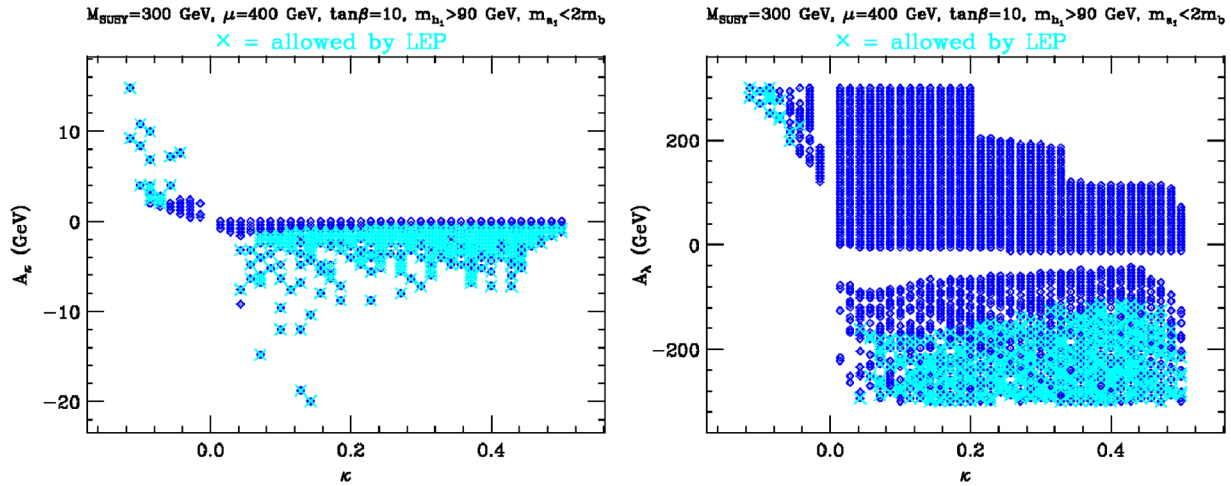 M_SUSY=300 GeV, μ=400 GeV, tanβ=10, m_h₁>90 GeV, m_a₁<2m_b
× = allowed by LEP
A_κ (GeV)
10
0
−10
−20
0.0 0.2 0.4
κ
M_SUSY=300 GeV, μ=400 GeV, tanβ=10, m_h₁>90 GeV, m_a₁<2m_b
× = allowed by LEP
A_λ (GeV)
200
0
−200
0.0 0.2 0.4
κ